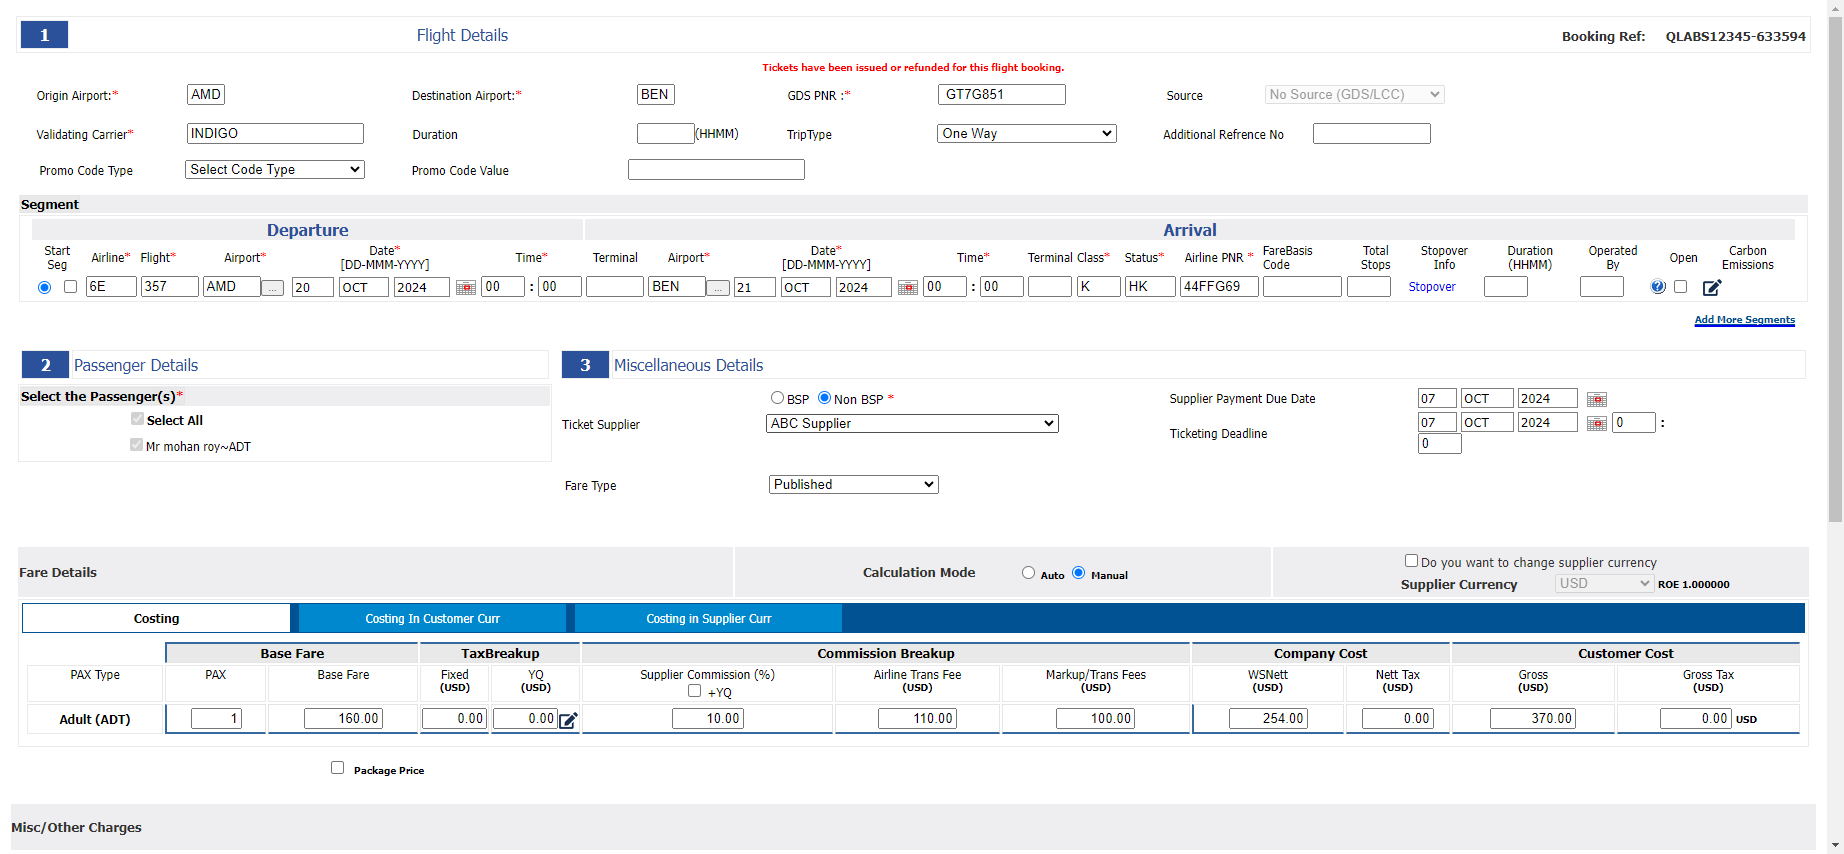 1 Flight Details Booking Ref: QLABS12345-633594
Tickets have been issued or refunded for this flight booking.
Origin Airport:* AMD Destination Airport:* BEN GDS PNR :* GT7G851 Source No Source (GDS/LCC)
Validating Carrier* INDIGO Duration (HHMM) TripType One Way Additional Refrence No
Promo Code Type Select Code Type Promo Code Value
Segment
Departure Arrival
Start Seg Airline* Flight* Airport* Date* [DD-MMM-YYYY] Time* Terminal Airport* Date* [DD-MMM-YYYY] Time* Terminal Class* Status* Airline PNR * FareBasis Code Total Stops Stopover Info Duration (HHMM) Operated By Open Carbon Emissions
6E 357 AMD ... 20 OCT 2024 00 : 00 BEN ... 21 OCT 2024 00 : 00 K HK 44FFG69 Stopover ?
Add More Segments
2 Passenger Details 3 Miscellaneous Details
Select the Passenger(s)*
Select All
Mr mohan roy~ADT
BSP Non BSP * Supplier Payment Due Date 07 OCT 2024
Ticket Supplier ABC Supplier Ticketing Deadline 07 OCT 2024 0 :
0
Fare Type Published
Fare Details Calculation Mode Auto Manual Do you want to change supplier currency
Supplier Currency USD ROE 1.000000
Costing Costing In Customer Curr Costing in Supplier Curr
Base Fare TaxBreakup Commission Breakup Company Cost Customer Cost
PAX Type PAX Base Fare Fixed (USD) YQ (USD) Supplier Commission (%) +YQ Airline Trans Fee (USD) Markup/Trans Fees (USD) WSNett (USD) Nett Tax (USD) Gross (USD) Gross Tax (USD)
Adult (ADT) 1 160.00 0.00 0.00 10.00 110.00 100.00 254.00 0.00 370.00 0.00 USD
Package Price
Misc/Other Charges